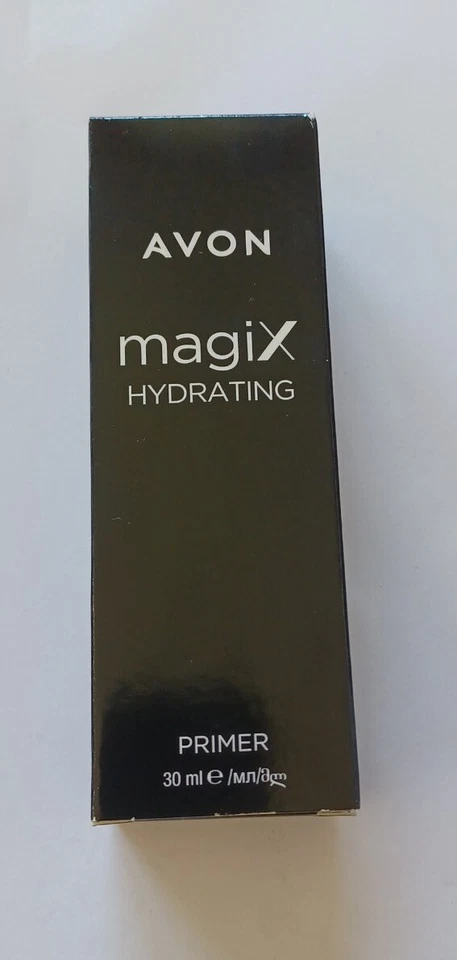 AVON
magiX
HYDRATING
PRIMER
30 ml ℮ /мл/მლ